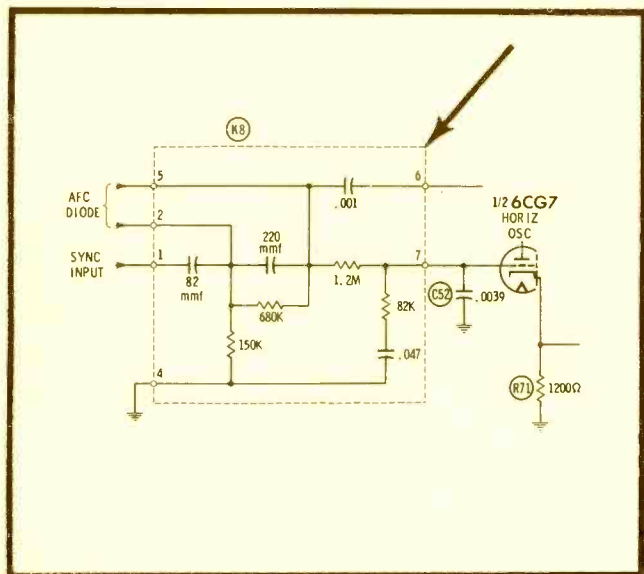 K8
5
6
AFC
DIODE
.001
1/2 6CG7
HORIZ
OSC
2
SYNC
INPUT
1
220
mmf
7
82
mmf
1.2M
C52
.0039
680K
82K
150K
.047
4
R71
1200Ω